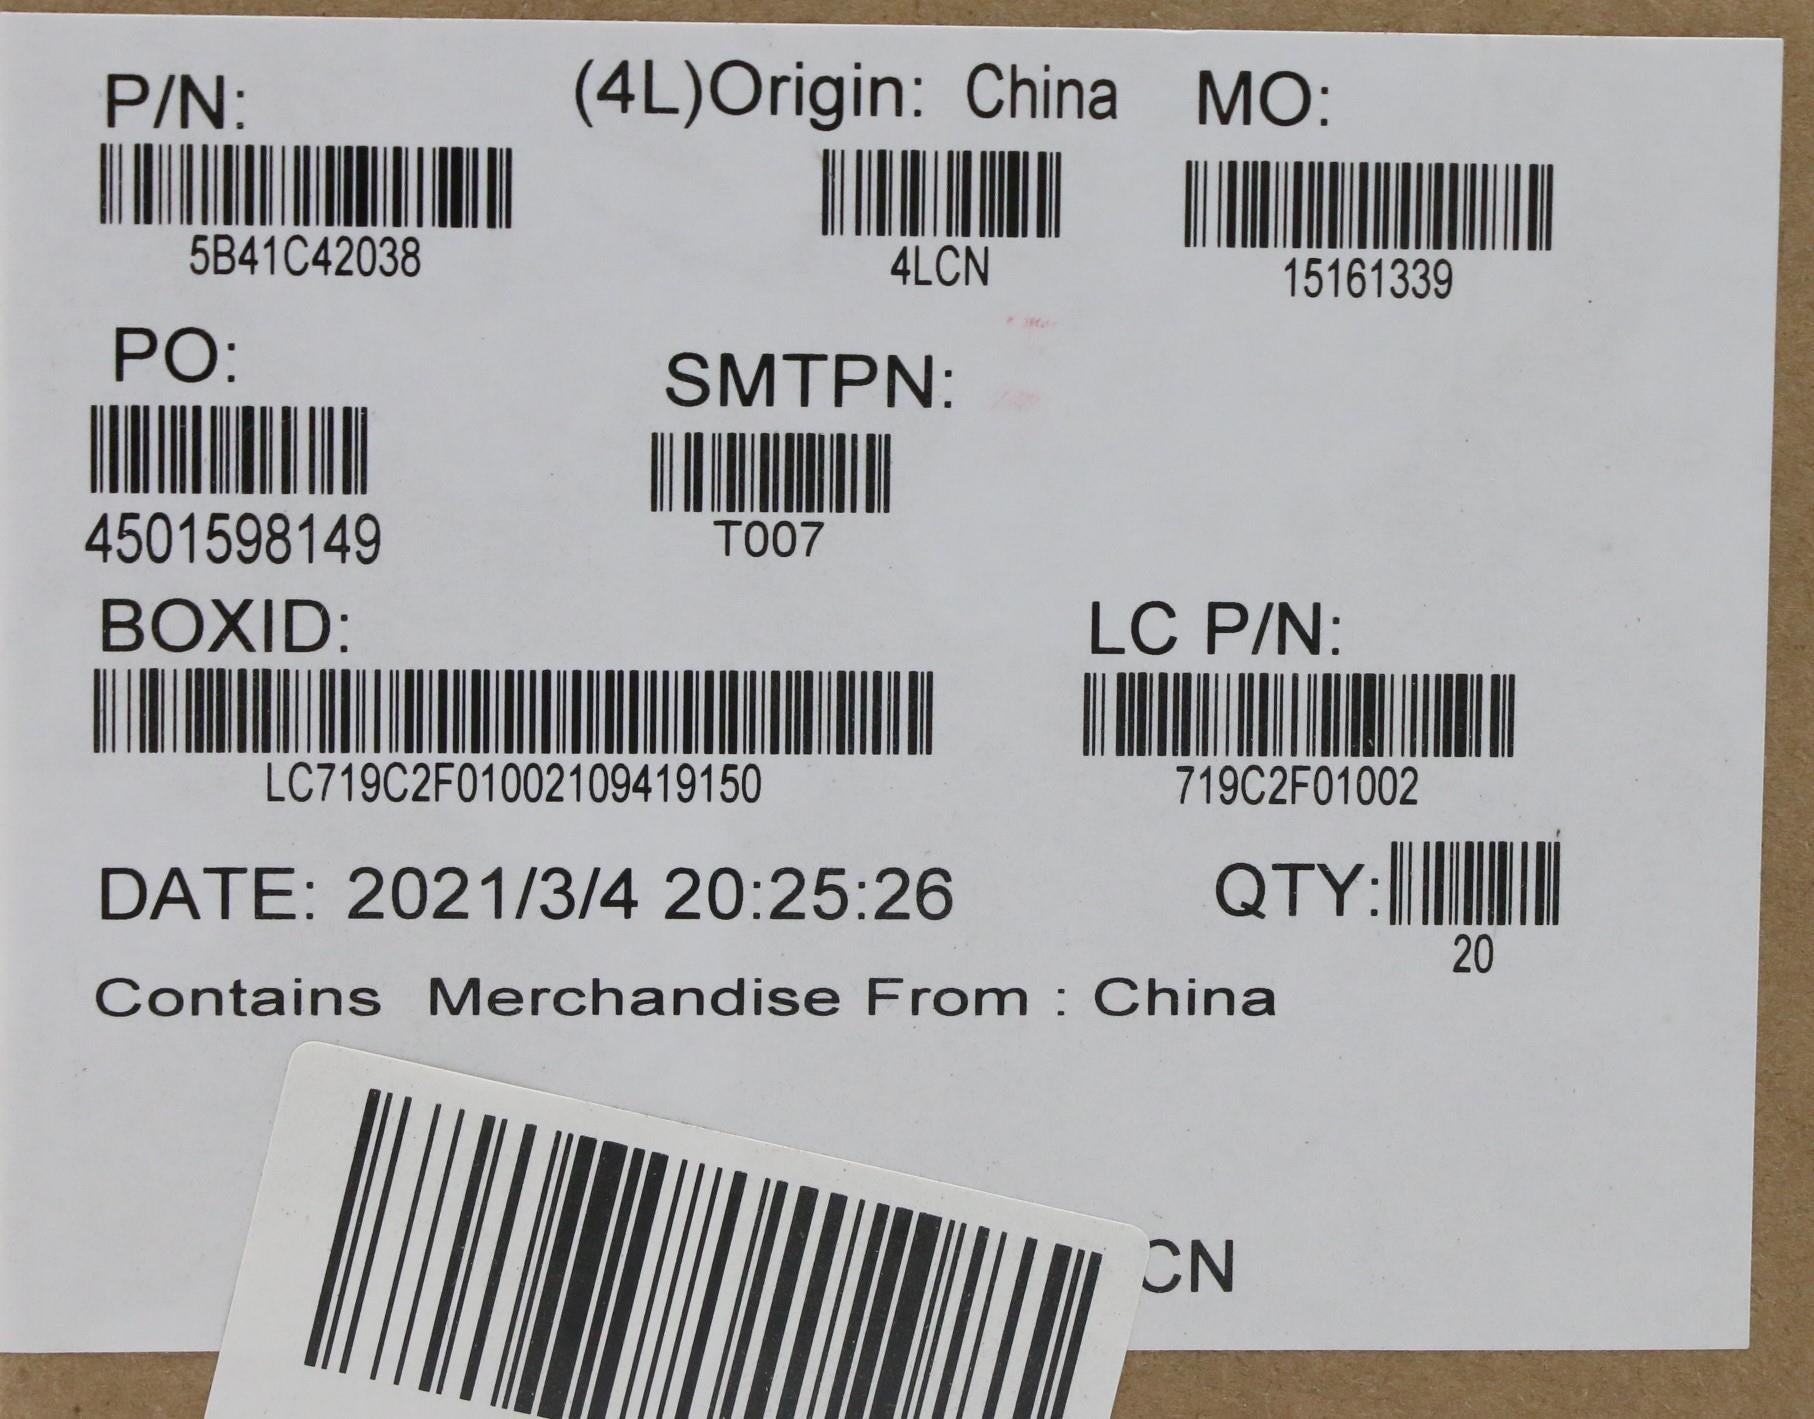 P/N: (4L)Origin: China MO:
5B41C42038 4LCN 15161339
PO: SMTPN:
4501598149 T007
BOXID: LC P/N:
LC719C2F01002109419150 719C2F01002
DATE: 2021/3/4 20:25:26 QTY:
20
Contains Merchandise From : China
CN